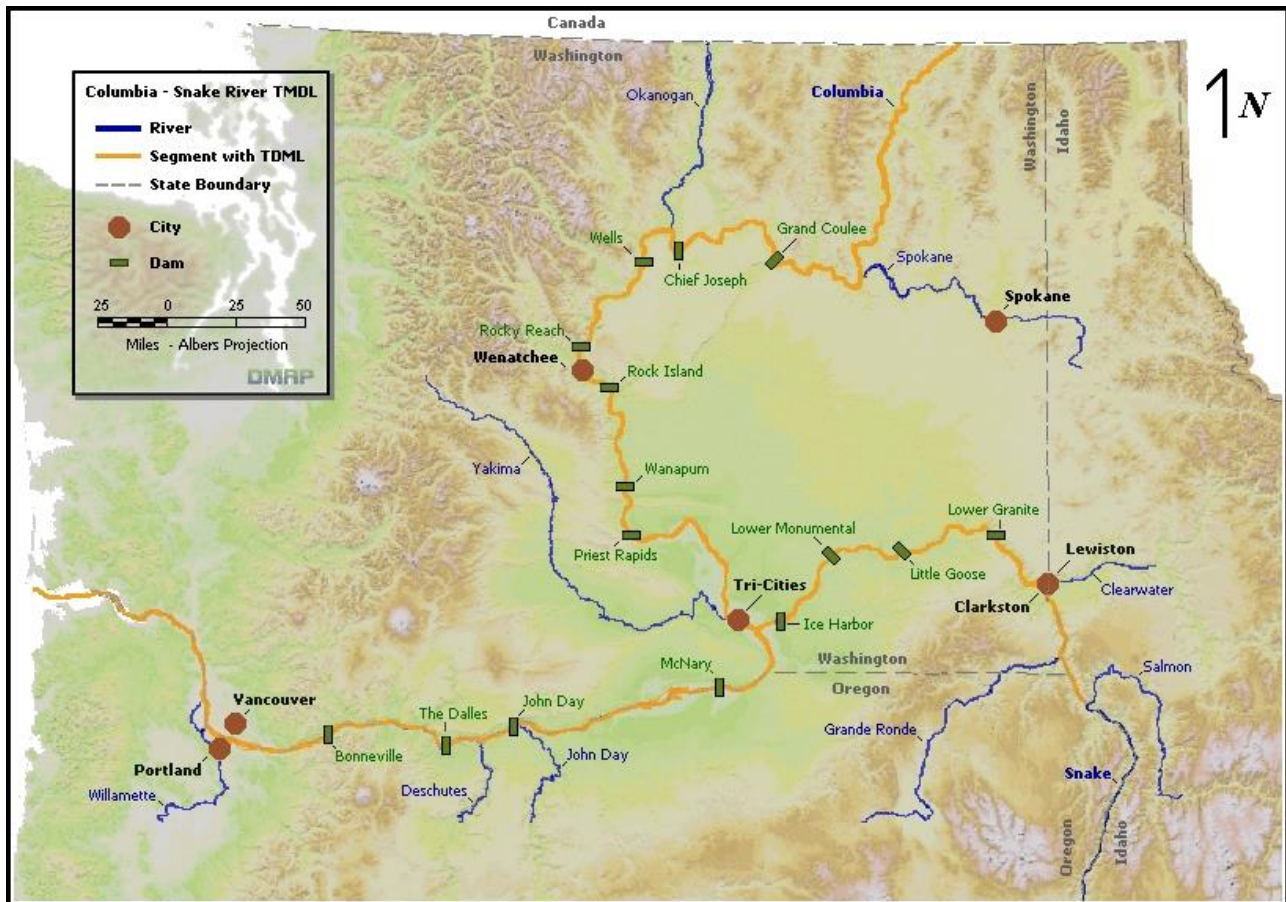 Canada
Washington
Columbia - Snake River TMDL
River
Segment with TDML
State Boundary
City
Dam
25 0 25 50
Miles - Albers Projection
DMRP
N
Okanogan
Columbia
Washington
Idaho
Wells
Chief Joseph
Grand Coulee
Spokane
Spokane
Rocky Reach
Wenatchee
Rock Island
Yakima
Wanapum
Priest Rapids
Lower Monumental
Lower Granite
Little Goose
Lewiston
Clarkston
Clearwater
Tri-Cities
Ice Harbor
McNary
Washington
Oregon
Salmon
Grande Ronde
Snake
Oregon
Idaho
Vancouver
Portland
Willamette
Bonneville
The Dalles
John Day
John Day
Deschutes